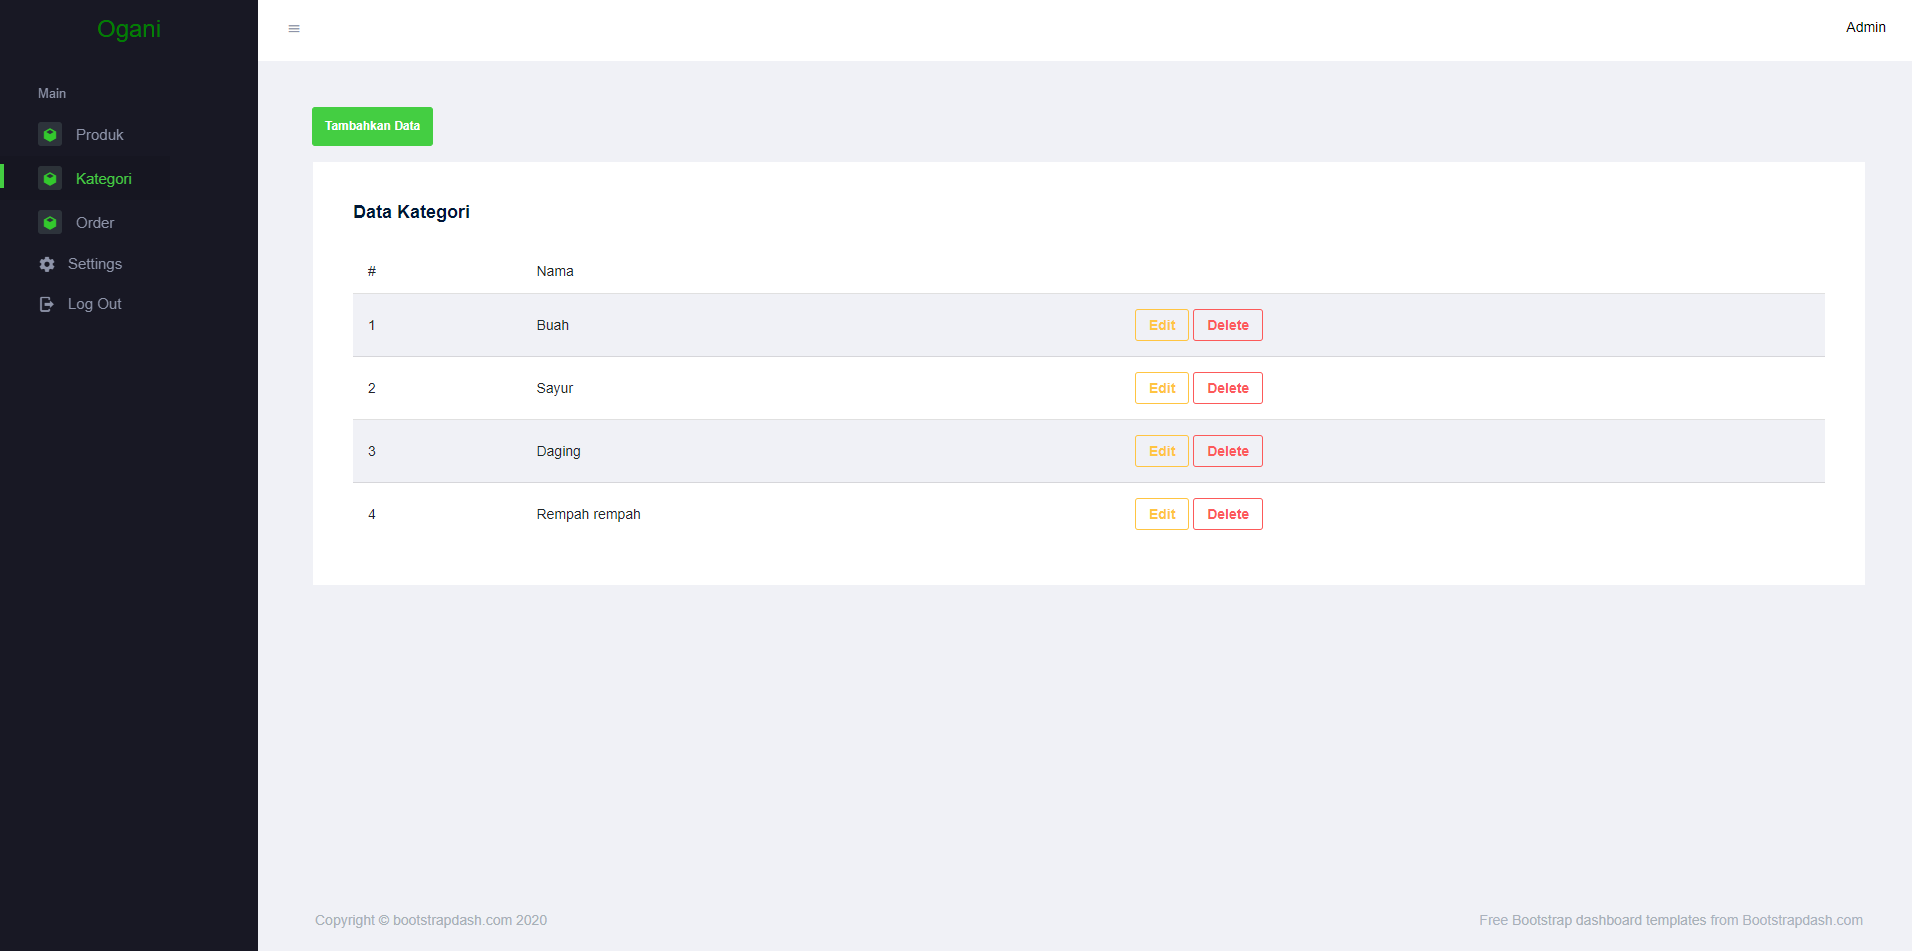 Ogani
Admin
Main
Produk
Kategori
Order
Settings
Log Out
Tambahkan Data
Data Kategori
# Nama
1 Buah Edit Delete
2 Sayur Edit Delete
3 Daging Edit Delete
4 Rempah rempah Edit Delete
Copyright © bootstrapdash.com 2020
Free Bootstrap dashboard templates from Bootstrapdash.com